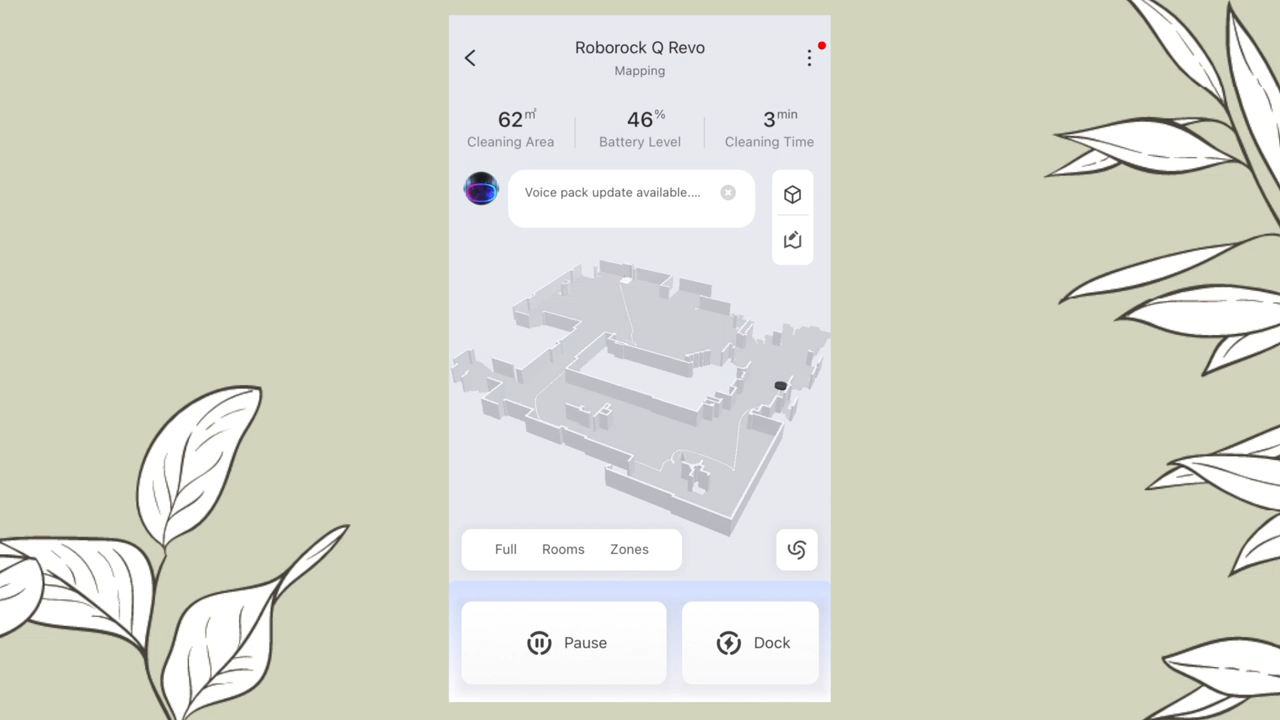 Roborock Q Revo
Mapping
62㎡ 46% 3min
Cleaning Area Battery Level Cleaning Time
Voice pack update available....
Full Rooms Zones
Pause Dock